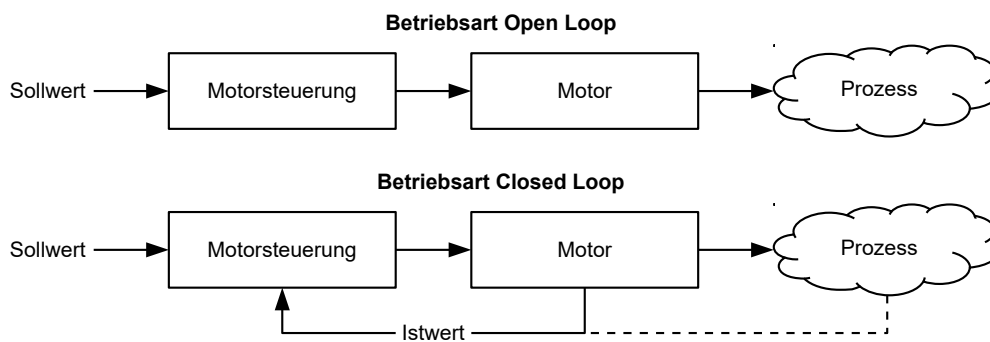 Betriebsart Open Loop
Sollwert
Motorsteuerung
Motor
Prozess
Betriebsart Closed Loop
Sollwert
Motorsteuerung
Motor
Prozess
Istwert